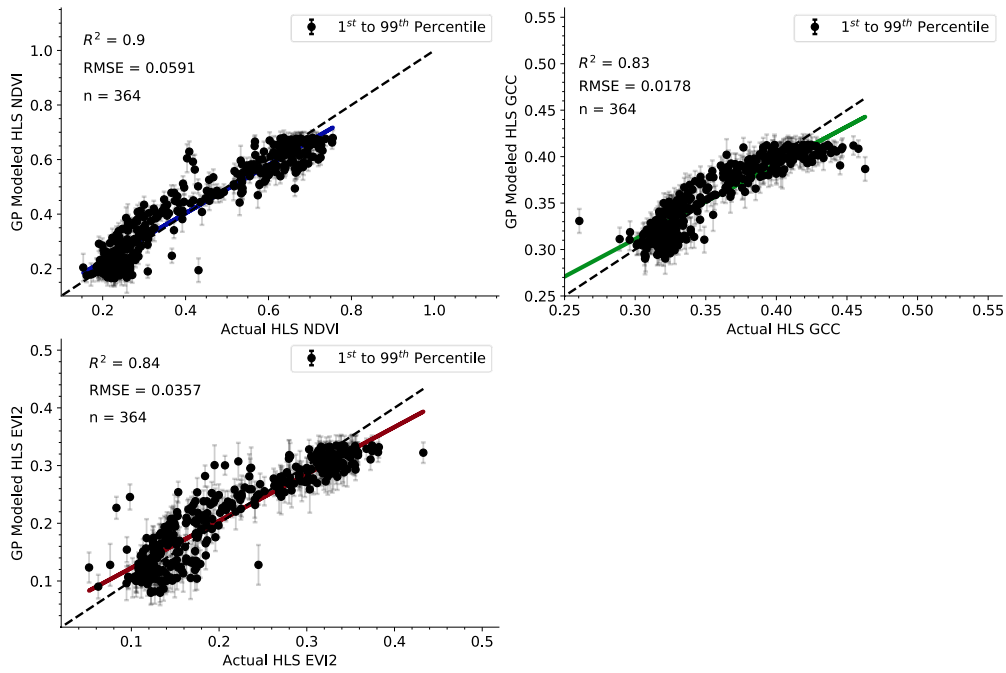 1st to 99th Percentile
R² = 0.9
RMSE = 0.0591
n = 364
GP Modeled HLS NDVI
1.0
0.8
0.6
0.4
0.2
0.2 0.4 0.6 0.8 1.0
Actual HLS NDVI
1st to 99th Percentile
R² = 0.83
RMSE = 0.0178
n = 364
GP Modeled HLS GCC
0.55
0.50
0.45
0.40
0.35
0.30
0.25
0.25 0.30 0.35 0.40 0.45 0.50 0.55
Actual HLS GCC
1st to 99th Percentile
R² = 0.84
RMSE = 0.0357
n = 364
GP Modeled HLS EVI2
0.5
0.4
0.3
0.2
0.1
0.1 0.2 0.3 0.4 0.5
Actual HLS EVI2